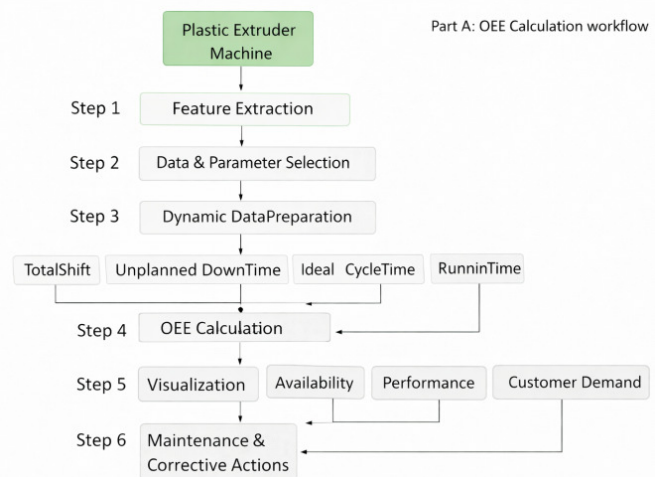 Plastic Extruder
Machine
Part A: OEE Calculation workflow
Step 1
Feature Extraction
Step 2
Data & Parameter Selection
Step 3
Dynamic DataPreparation
TotalShift
Unplanned DownTime
Ideal CycleTime
RunninTime
Step 4
OEE Calculation
Step 5
Visualization
Availability
Performance
Customer Demand
Step 6
Maintenance &
Corrective Actions